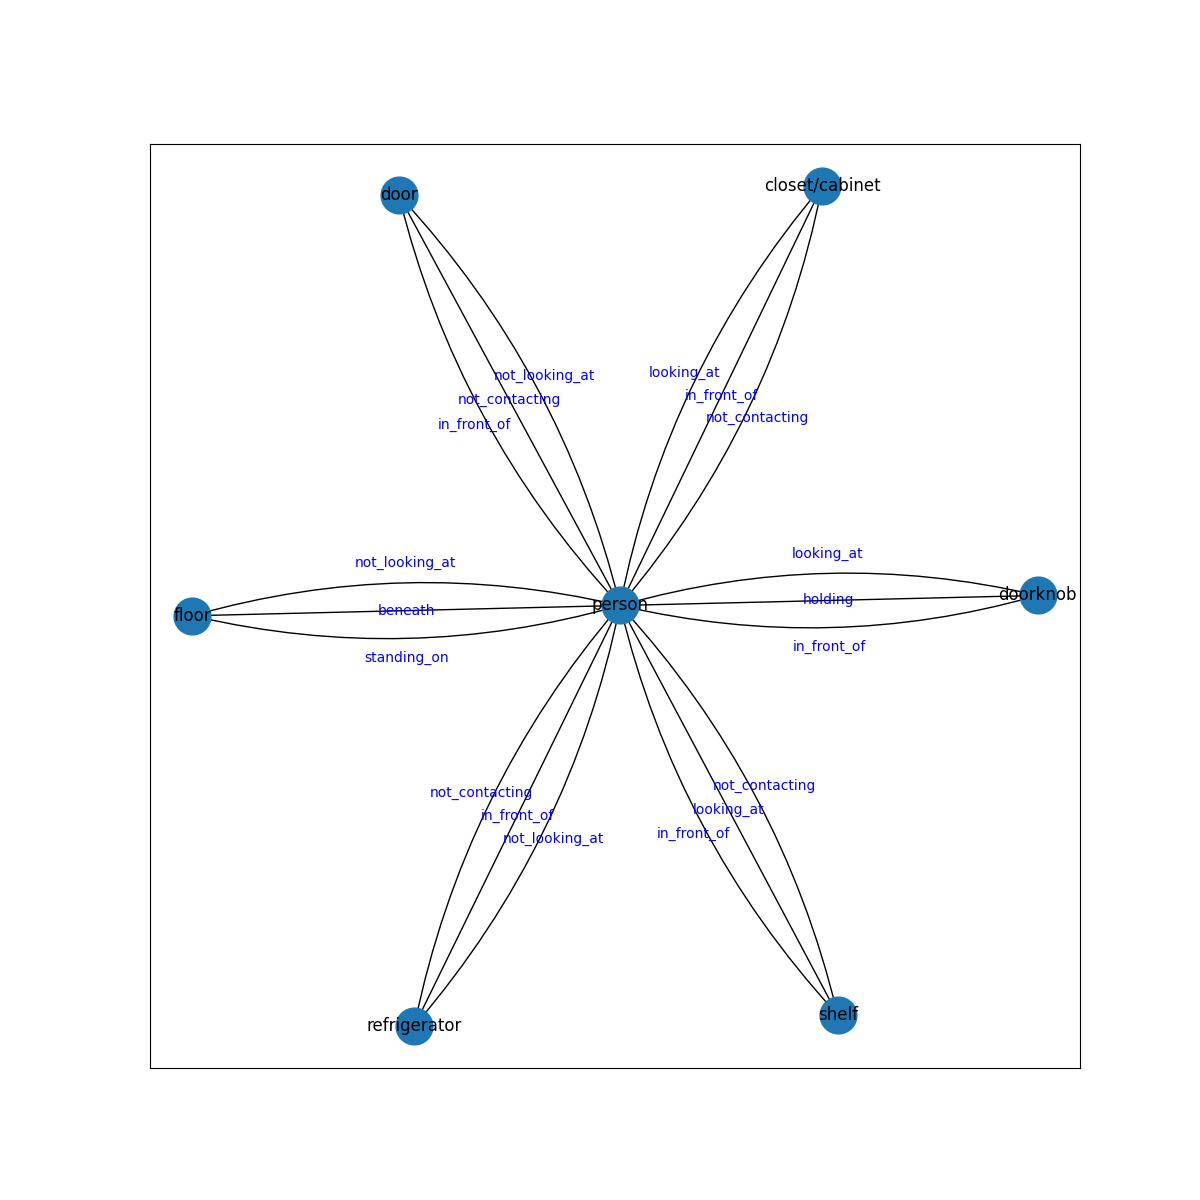 closet/cabinet
door
looking_at
not_looking_at
in_front_of
not_contacting
not_contacting
in_front_of
looking_at
not_looking_at
holding
doorknob
person
beneath
floor
in_front_of
standing_on
not_contacting
not_contacting
looking_at
in_front_of
in_front_of
not_looking_at
shelf
refrigerator